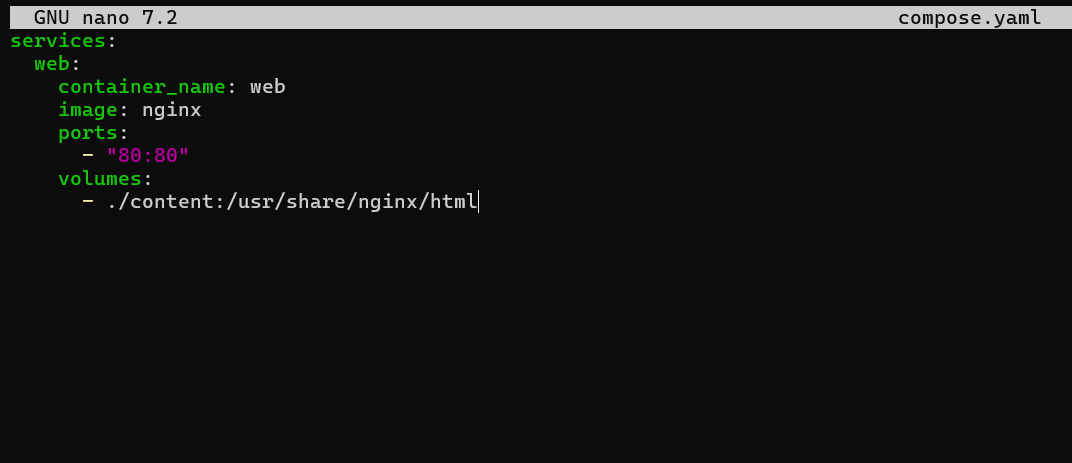 GNU nano 7.2 compose.yaml
services:
  web:
    container_name: web
    image: nginx
    ports:
      - "80:80"
    volumes:
      - ./content:/usr/share/nginx/html